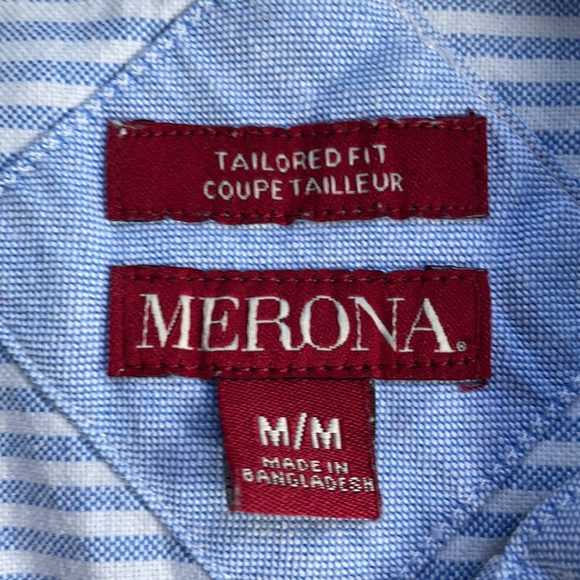 TAILORED FIT
COUPE TAILLEUR
MERONA®
M/M
MADE IN
BANGLADESH